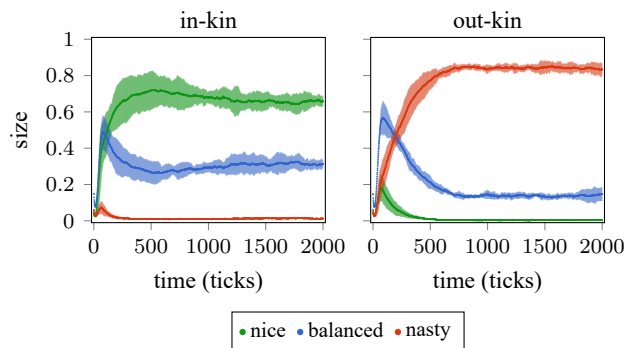 in-kin
out-kin
size
1
0.8
0.6
0.4
0.2
0
0 500 1000 1500 2000
0 500 1000 1500 2000
time (ticks)
time (ticks)
nice balanced nasty